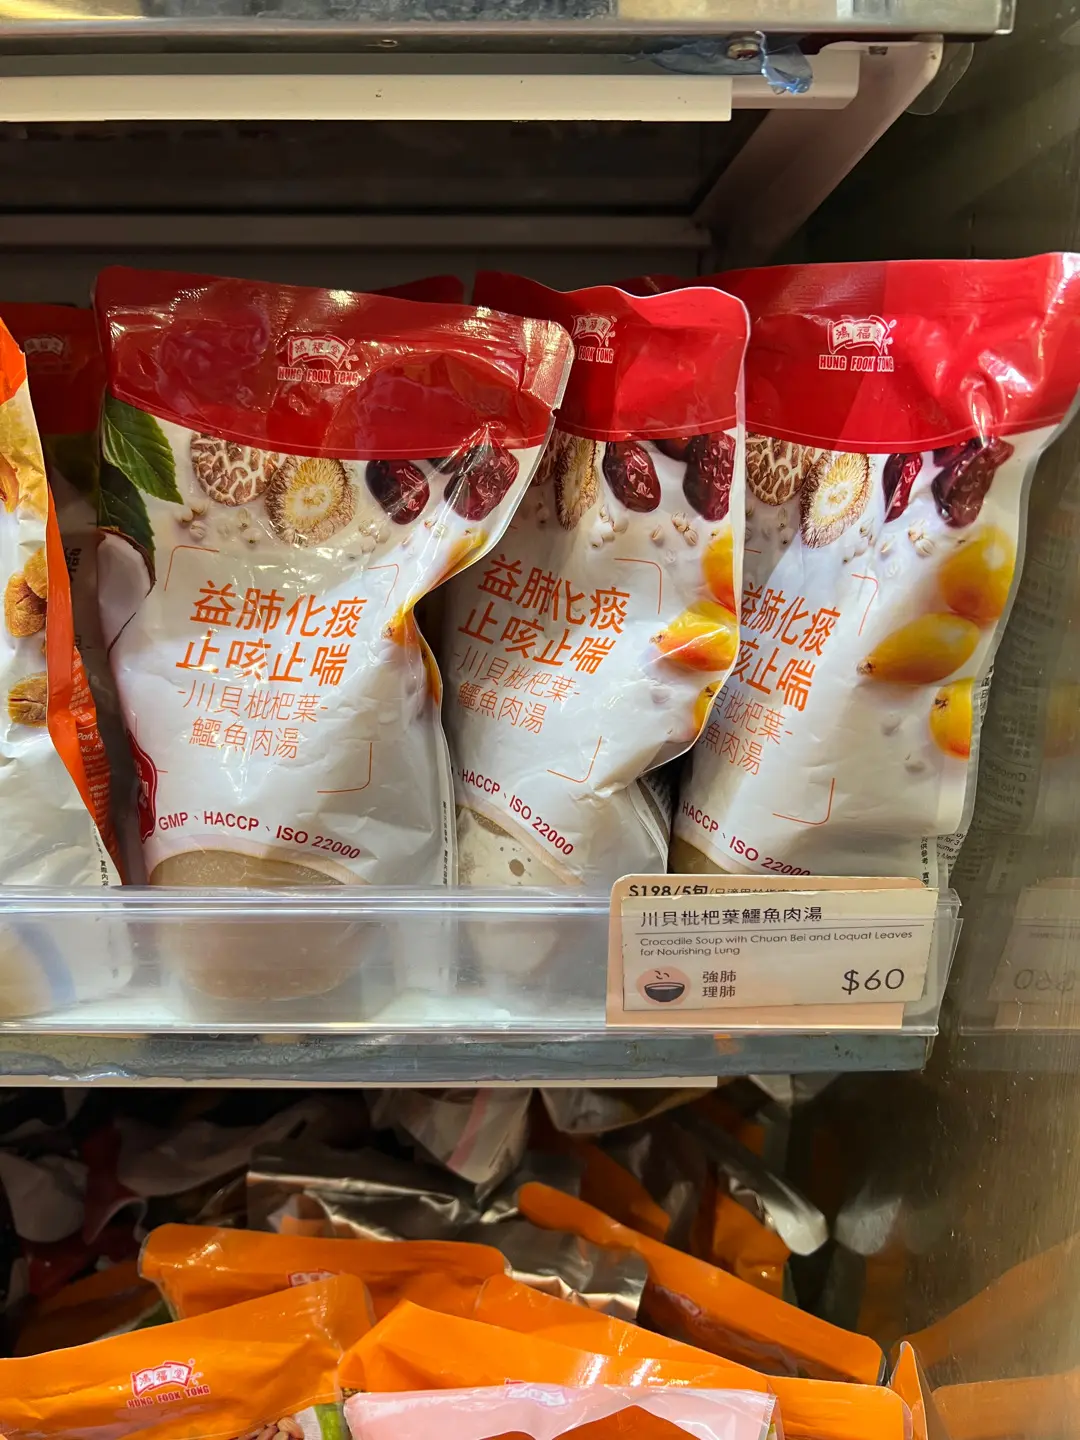 鴻福堂
HUNG FOOK TONG
益肺化痰
止咳止喘
-川貝枇杷葉-
鱷魚肉湯
GMP、HACCP、ISO 22000
鴻福堂
FOOK TONG
益肺化痰
止咳止喘
-川貝枇杷葉-
鱷魚肉湯
HACCP、ISO 22000
鴻福堂
HUNG FOOK TONG
益肺化痰
咳止喘
貝枇杷葉-
魚肉湯
HACCP、ISO 22000
$198/5包
川貝枇杷葉鱷魚肉湯
Crocodile Soup with Chuan Bei and Loquat Leaves
for Nourishing Lung
強肺
理肺
$60
鴻福堂
HUNG FOOK TONG